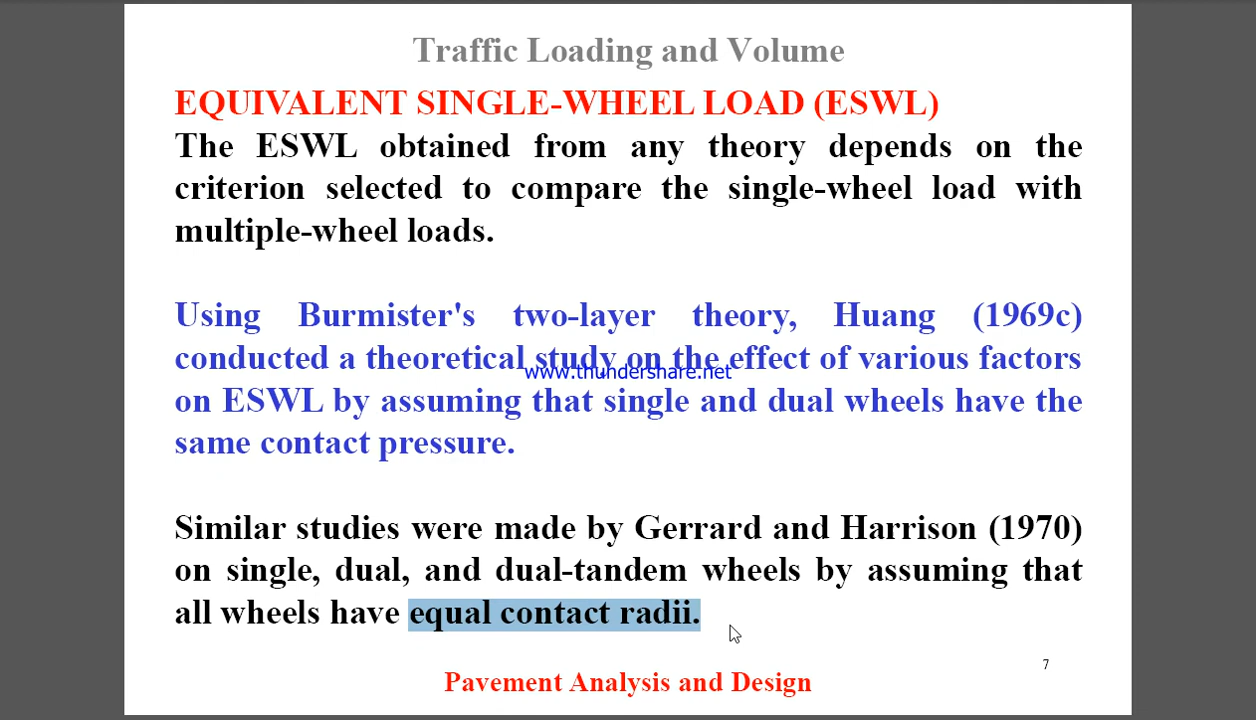 Traffic Loading and Volume
EQUIVALENT SINGLE-WHEEL LOAD (ESWL)
The ESWL obtained from any theory depends on the
criterion selected to compare the single-wheel load with
multiple-wheel loads.
Using Burmister's two-layer theory, Huang (1969c)
conducted a theoretical study on the effect of various factors
www.thundershare.net
on ESWL by assuming that single and dual wheels have the
same contact pressure.
Similar studies were made by Gerrard and Harrison (1970)
on single, dual, and dual-tandem wheels by assuming that
all wheels have equal contact radii.
7
Pavement Analysis and Design